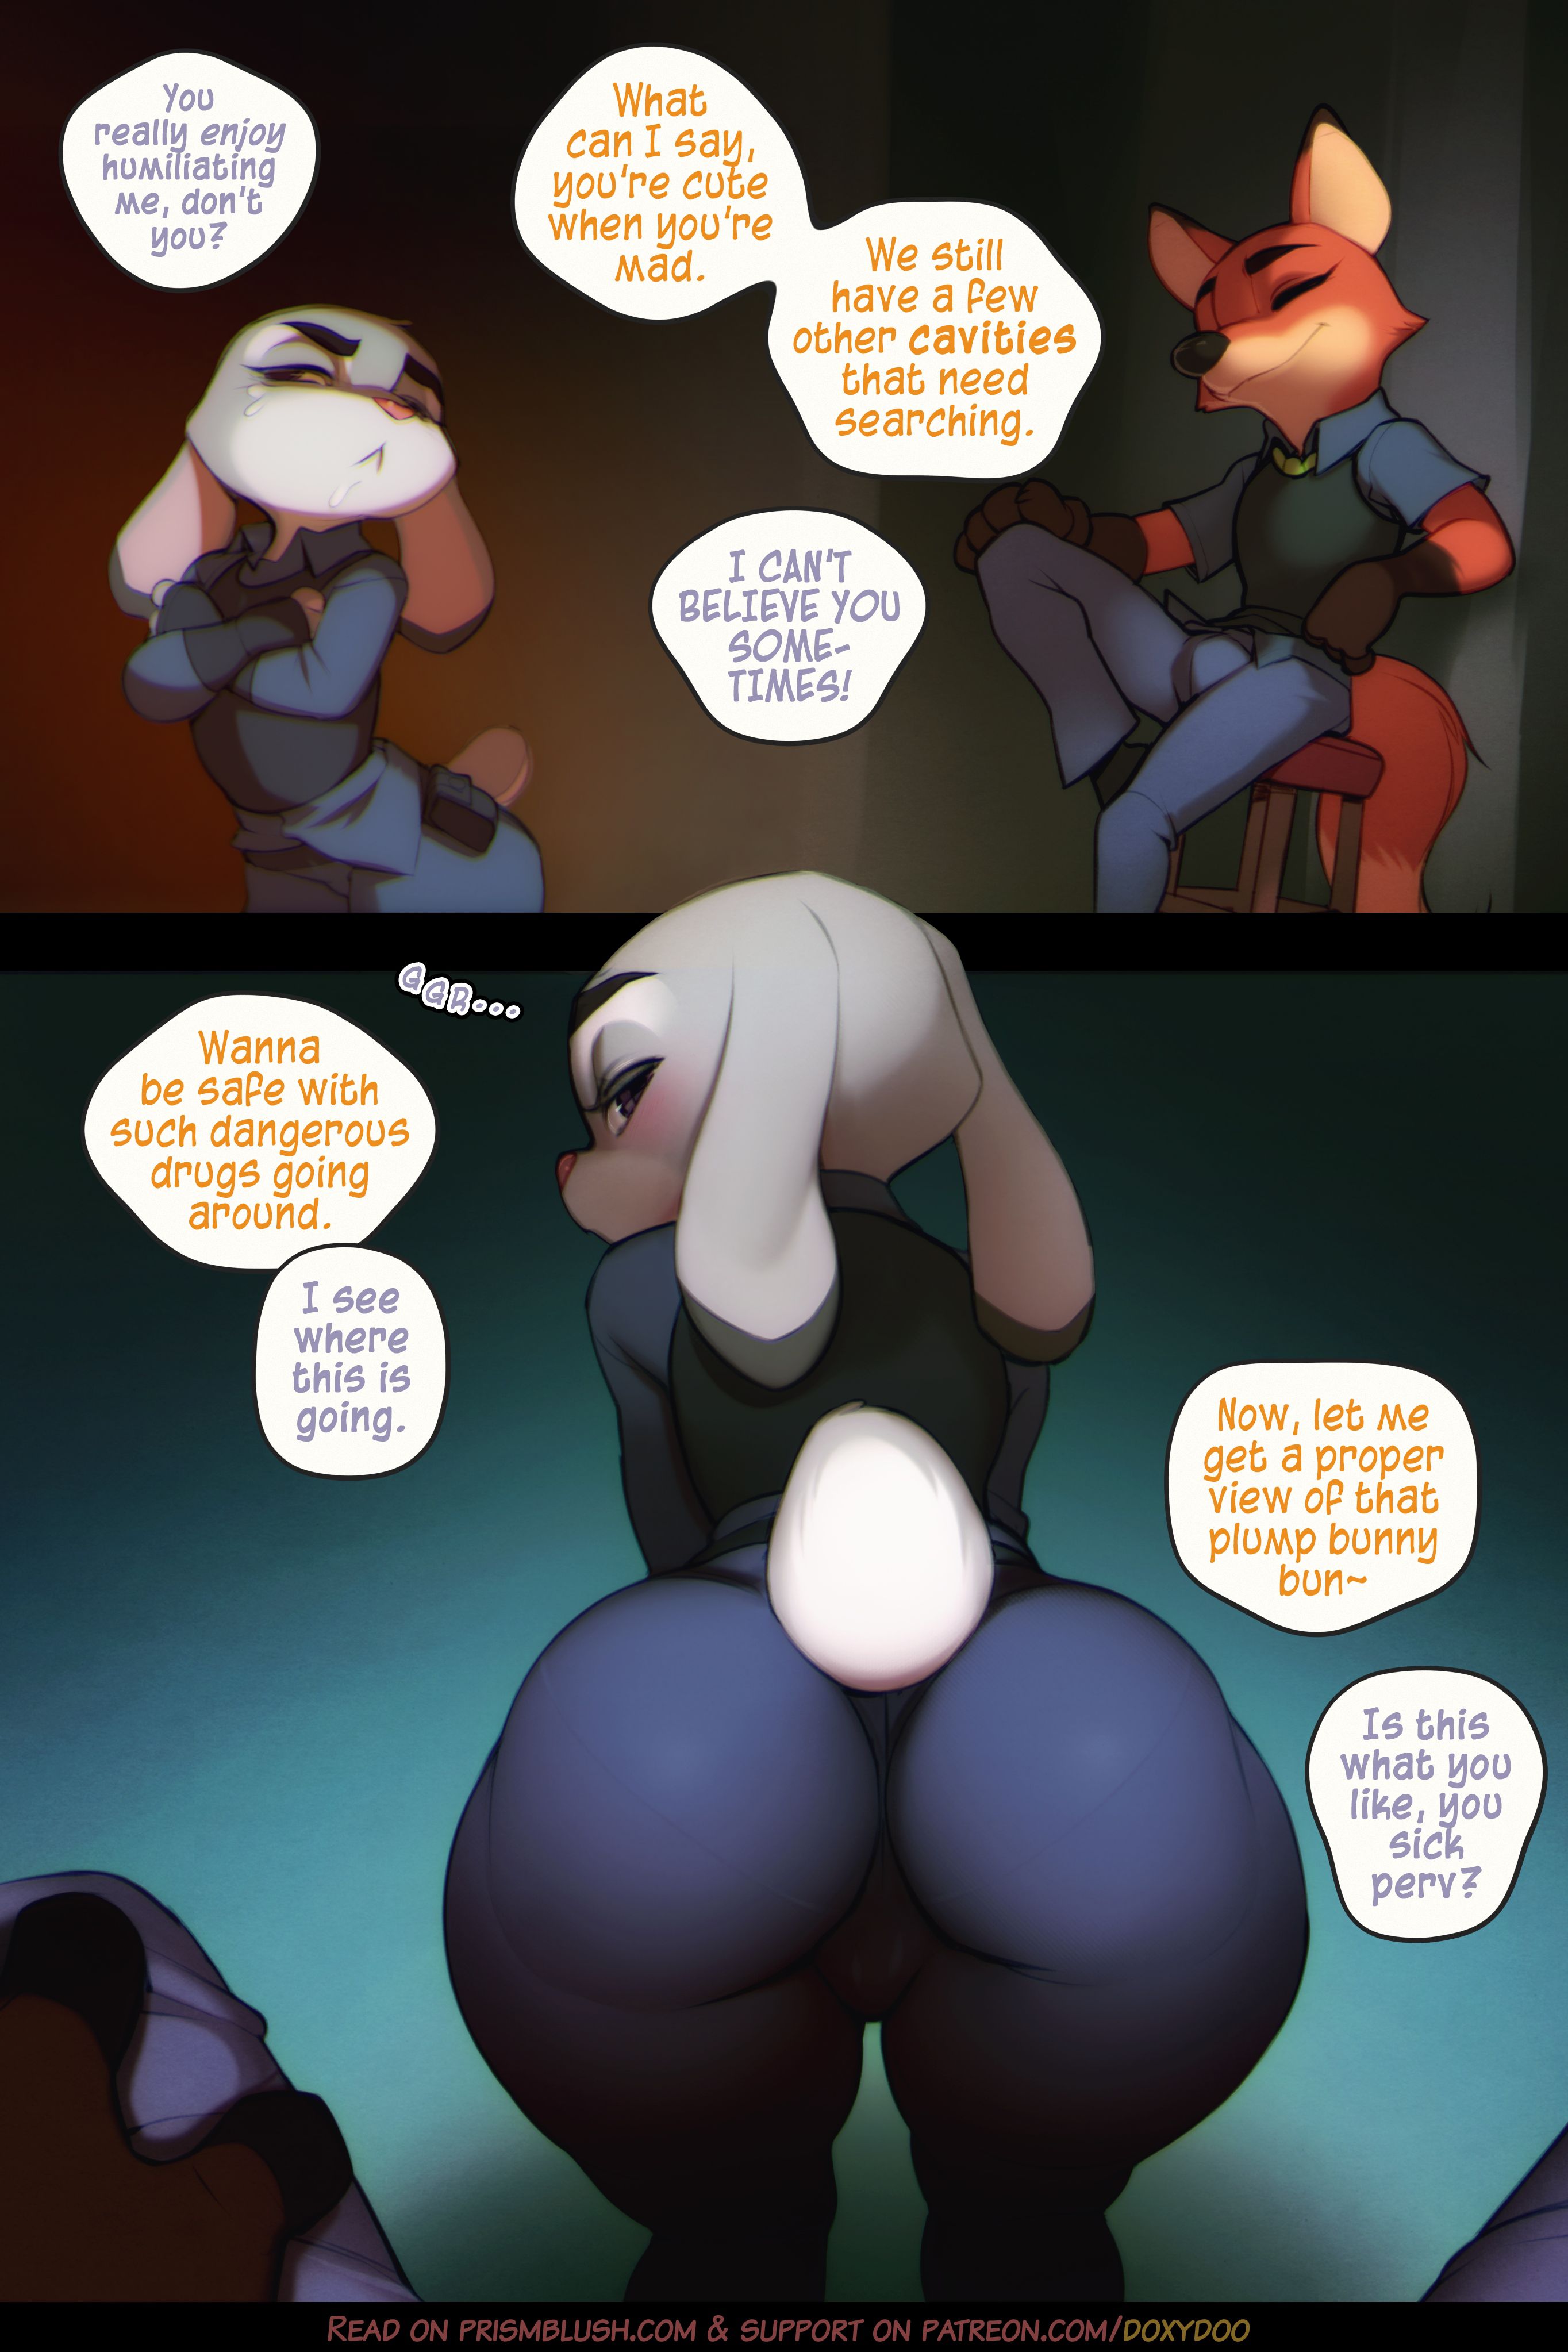 You
really enjoy
humiliating
me, don't
you?
What
can I say,
you're cute
when you're
mad.
We still
have a few
other cavities
that need
searching.
I CAN'T
BELIEVE YOU
SOME-
TIMES!
GGR...
Wanna
be safe with
such dangerous
drugs going
around.
I see
where
this is
going.
Now, let me
get a proper
view of that
plump bunny
bun~
Is this
what you
like, you
sick
perv?
READ ON PRISMBLUSH.COM & SUPPORT ON PATREON.COM/DOXYDOO